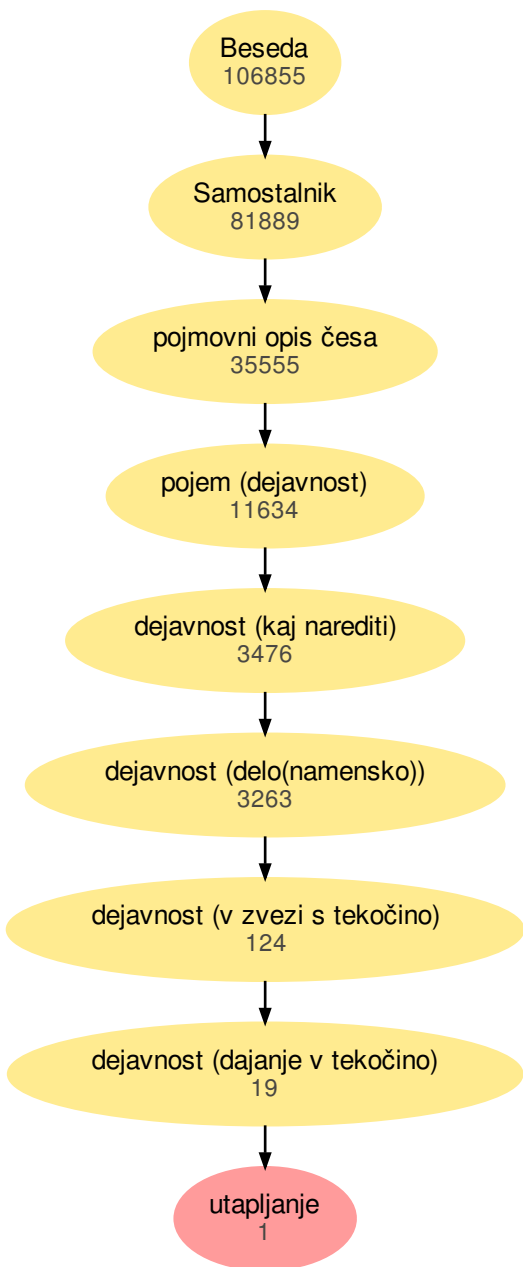 Beseda
106855
Samostalnik
81889
pojmovni opis česa
35555
pojem (dejavnost)
11634
dejavnost (kaj narediti)
3476
dejavnost (delo(namensko))
3263
dejavnost (v zvezi s tekočino)
124
dejavnost (dajanje v tekočino)
19
utapljanje
1